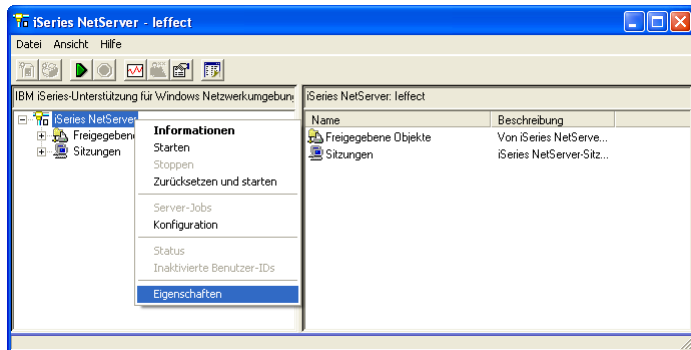 iSeries NetServer - leffect
Datei Ansicht Hilfe
IBM iSeries-Unterstützung für Windows Netzwerkumgebung
iSeries NetServer: leffect
iSeries NetServer
Freigegeben
Sitzungen
Informationen
Starten
Stoppen
Zurücksetzen und starten
Server-Jobs
Konfiguration
Status
Inaktivierte Benutzer-IDs
Eigenschaften
Name Beschreibung
Freigegebene Objekte Von iSeries NetServe...
Sitzungen iSeries NetServer-Sitz...